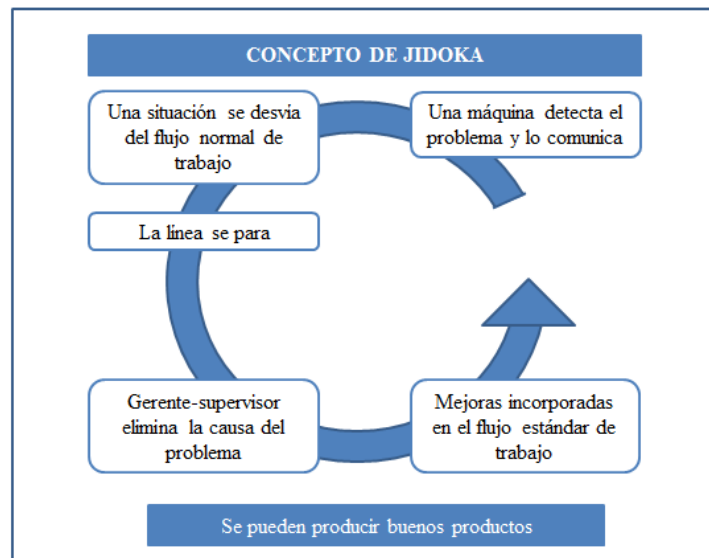 CONCEPTO DE JIDOKA
Una situación se desvia
del flujo normal de
trabajo
Una máquina detecta el
problema y lo comunica
La línea se para
Gerente-supervisor
elimina la causa del
problema
Mejoras incorporadas
en el flujo estándar de
trabajo
Se pueden producir buenos productos